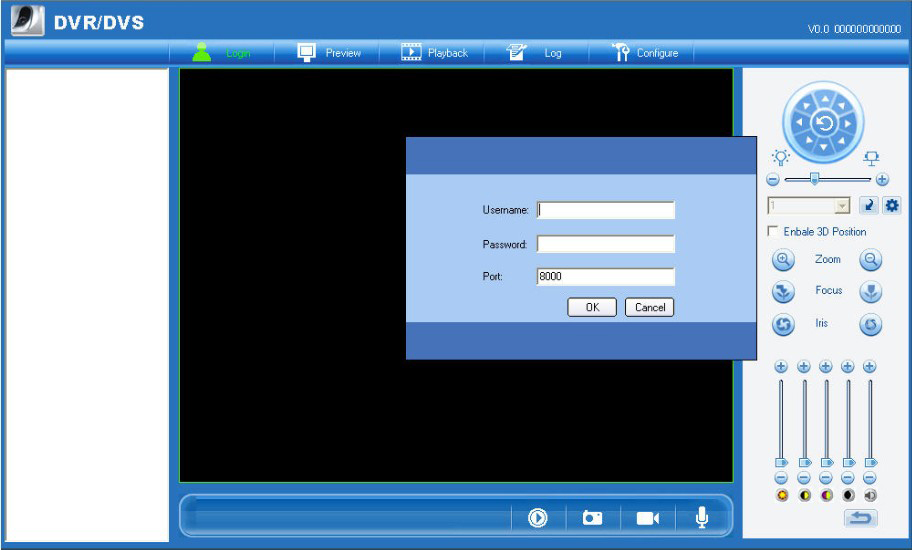 DVR/DVS
V0.0 000000000000
Login Preview Playback Log Configure
Username:
Password:
Port: 8000
OK Cancel
1
Enbale 3D Position
Zoom
Focus
Iris